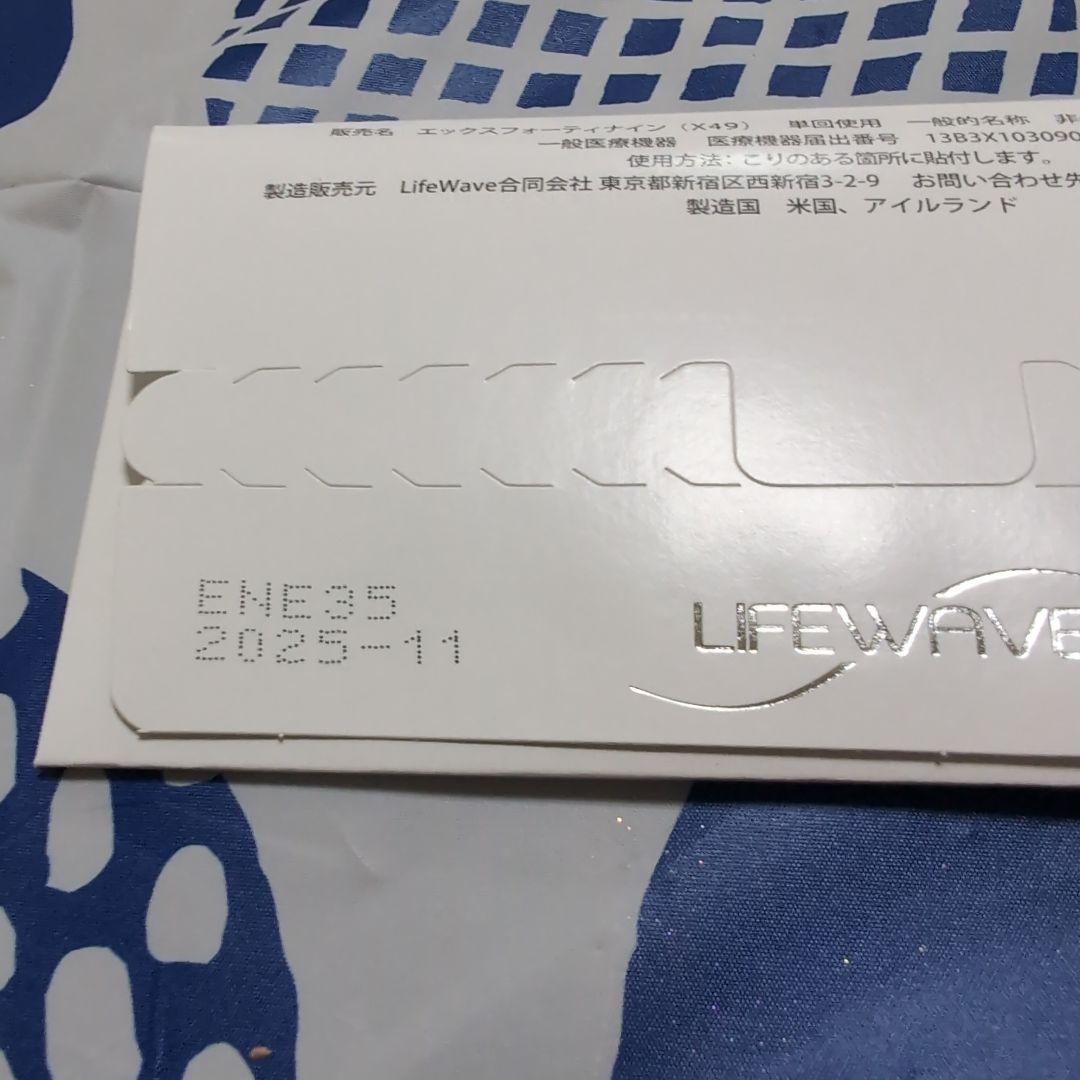 販売名　エックスフォーティナイン（X49）　単回使用　一般的名称　非
一般医療機器　医療機器届出番号　13B3X103090
使用方法：こりのある箇所に貼付します。
製造販売元　LifeWave合同会社 東京都新宿区西新宿3-2-9　お問い合わせ先
製造国　米国、アイルランド
ENE35
2025-11
LIFEWAVE